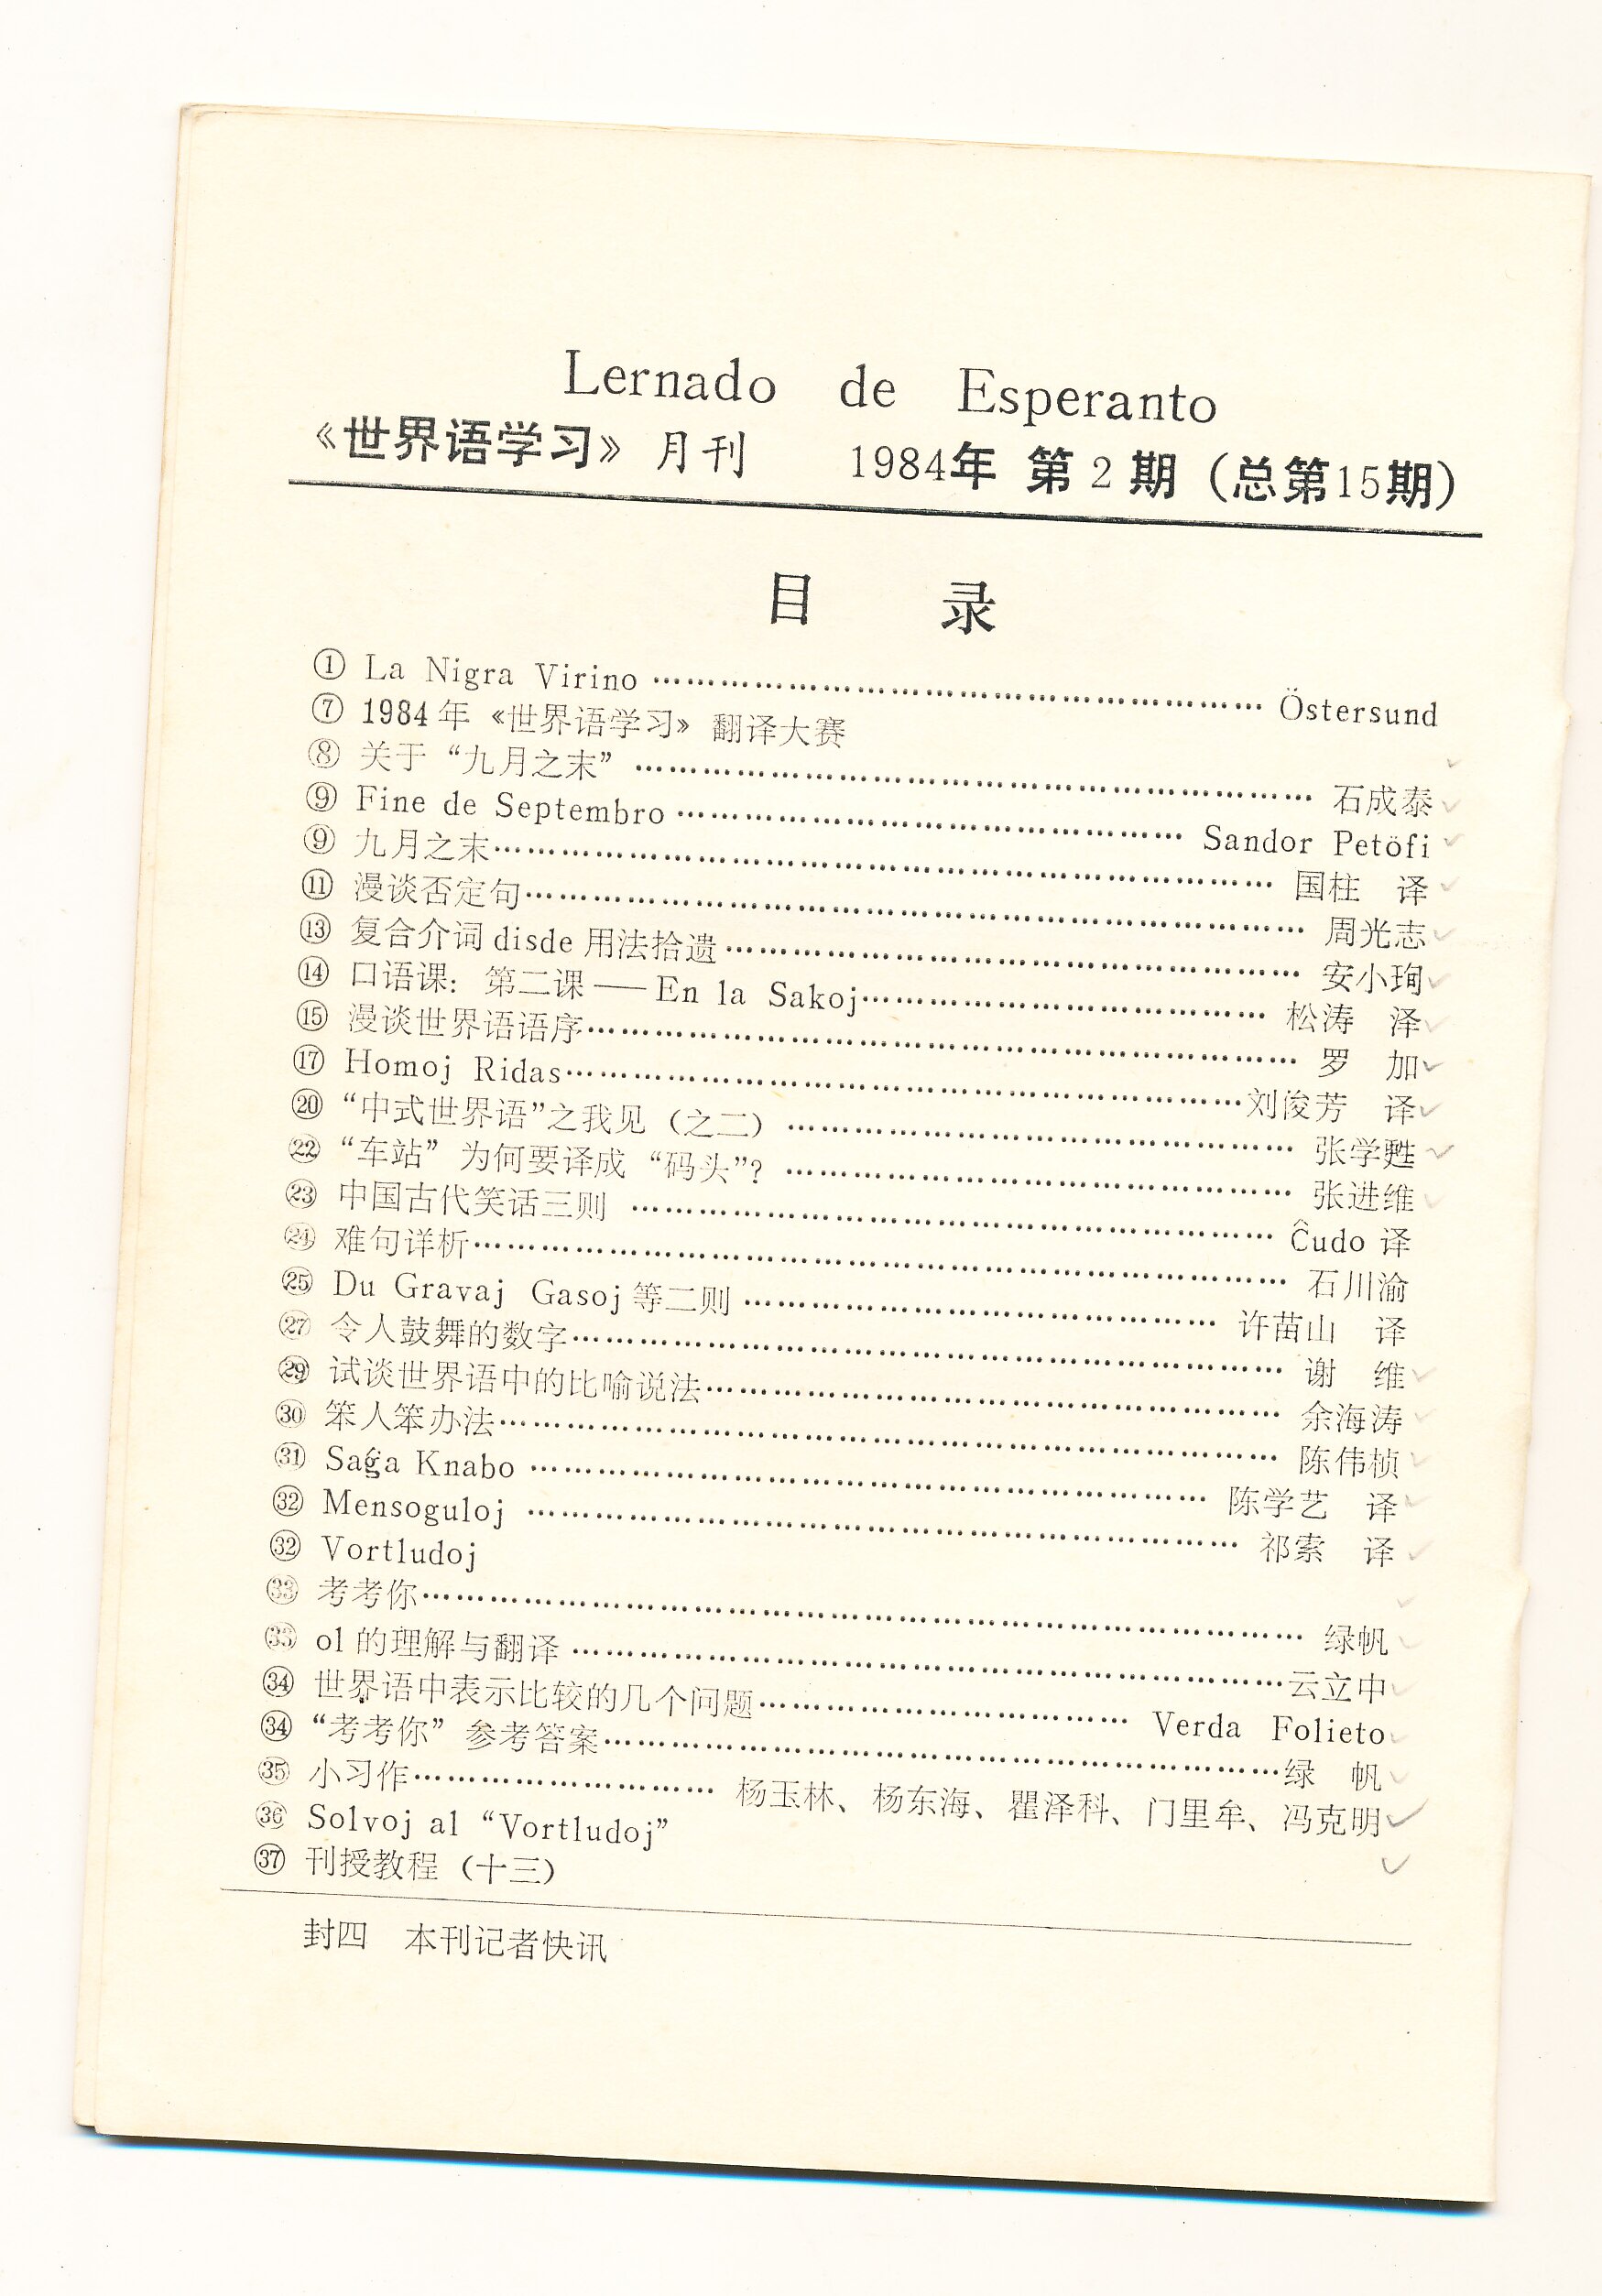 Lernado de Esperanto
《世界语学习》月刊 1984年 第2期（总第15期）
目 录
① La Nigra Virino …………………………………………… Östersund
⑦ 1984年《世界语学习》翻译大赛
⑧ 关于“九月之末” …………………………………………… 石成泰
⑨ Fine de Septembro …………………………………………… Sandor Petöfi
⑨ 九月之末…………………………………………… 国柱 译
⑪ 漫谈否定句…………………………………………… 周光志
⑬ 复合介词disde用法拾遗…………………………………………… 安小珣
⑭ 口语课：第二课——En la Sakoj…………………………………………… 松涛 泽
⑮ 漫谈世界语语序…………………………………………… 罗 加
⑰ Homoj Ridas……………………………………………刘俊芳 译
⑳ “中式世界语”之我见（之二） …………………………………………… 张学甦
㉒ “车站”为何要译成“码头”？ …………………………………………… 张进维
㉓ 中国古代笑话三则 …………………………………………… Ĉudo 译
㉔ 难句详析…………………………………………… 石川渝
㉕ Du Gravaj Gasoj等二则 …………………………………………… 许苗山 译
㉗ 令人鼓舞的数字…………………………………………… 谢 维
㉙ 试谈世界语中的比喻说法…………………………………………… 余海涛
㉚ 笨人笨办法…………………………………………… 陈伟桢
㉛ Saĝa Knabo …………………………………………… 陈学艺 译
㉜ Mensoguloj …………………………………………… 祁索 译
㉜ Vortludoj
㉝ 考考你…………………………………………… 绿帆
㉝ ol的理解与翻译 ……………………………………………云立中
㉞ 世界语中表示比较的几个问题…………………………………………… Verda Folieto
㉞ “考考你”参考答案……………………………………………绿 帆
㉟ 小习作……………………… 杨玉林、杨东海、瞿泽科、门里牟、冯克明
㊱ Solvoj al “Vortludoj”
㊲ 刊授教程（十三）
封四 本刊记者快讯